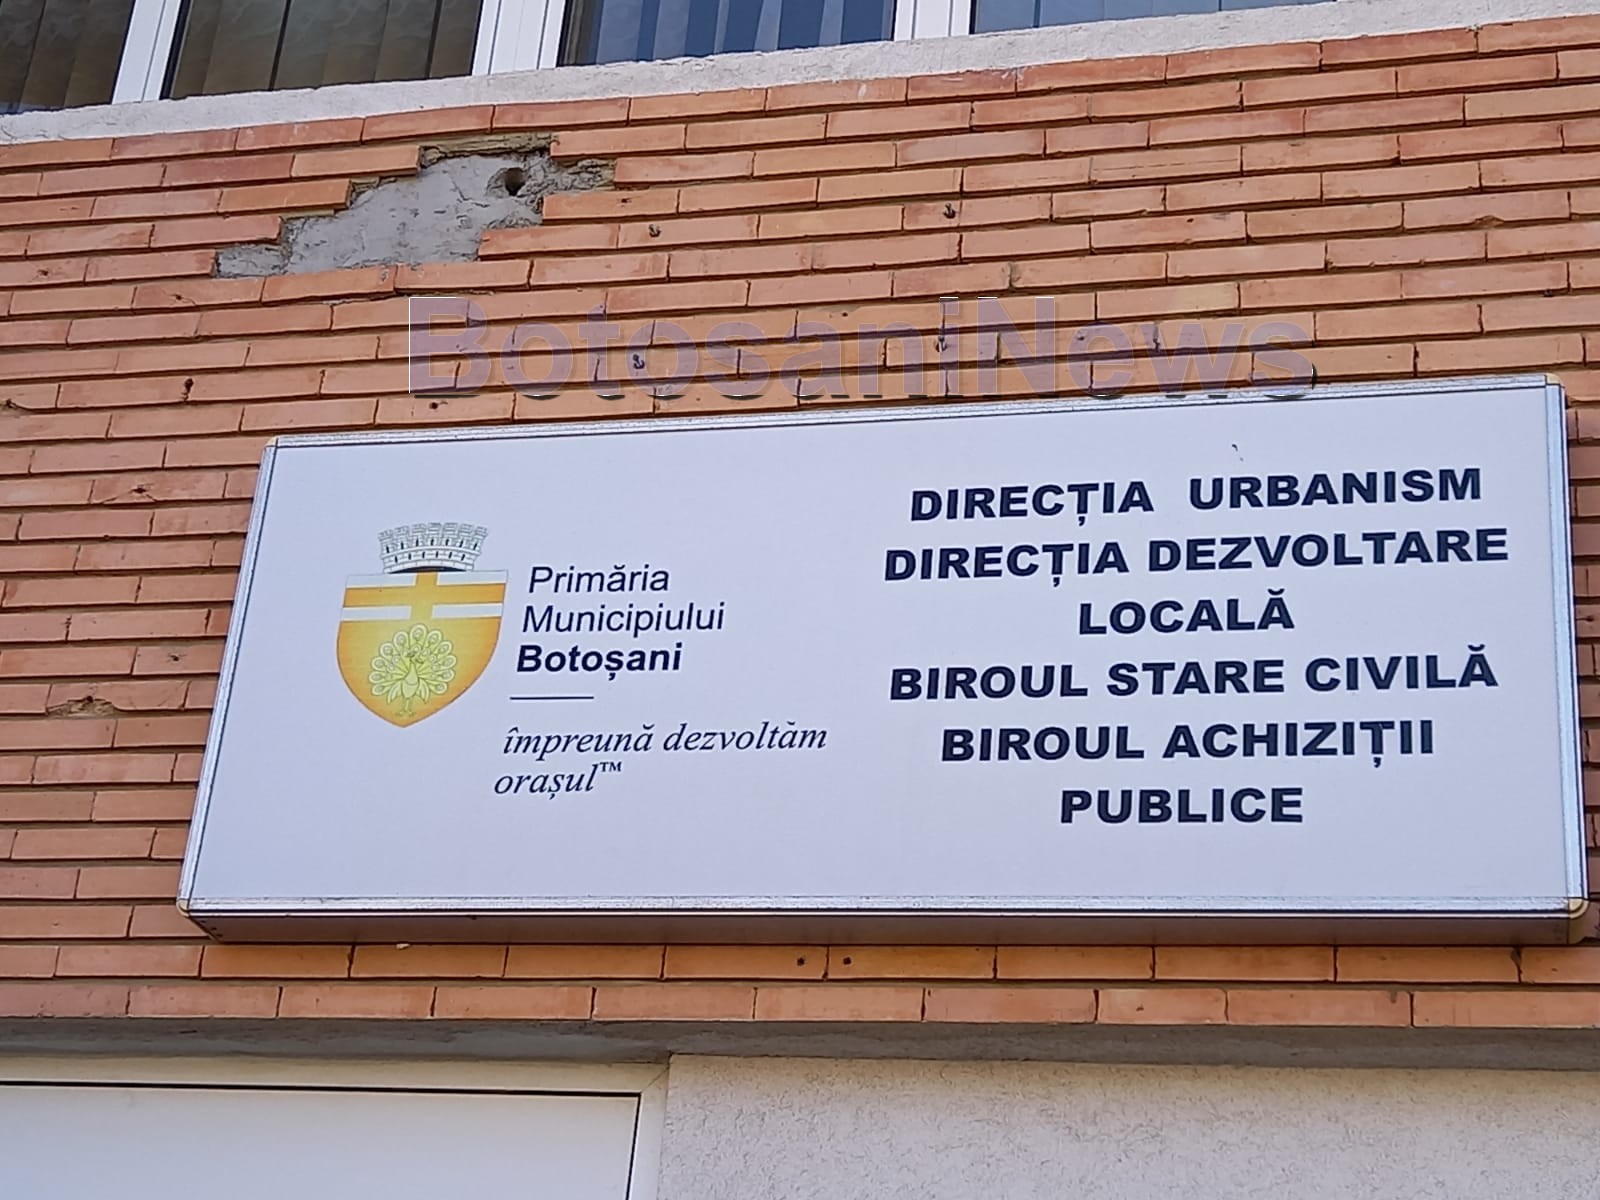 BotosaniNews
Primăria
Municipiului
Botoșani
împreună dezvoltăm
orașul™
DIRECȚIA URBANISM
DIRECȚIA DEZVOLTARE
LOCALĂ
BIROUL STARE CIVILĂ
BIROUL ACHIZIȚII
PUBLICE